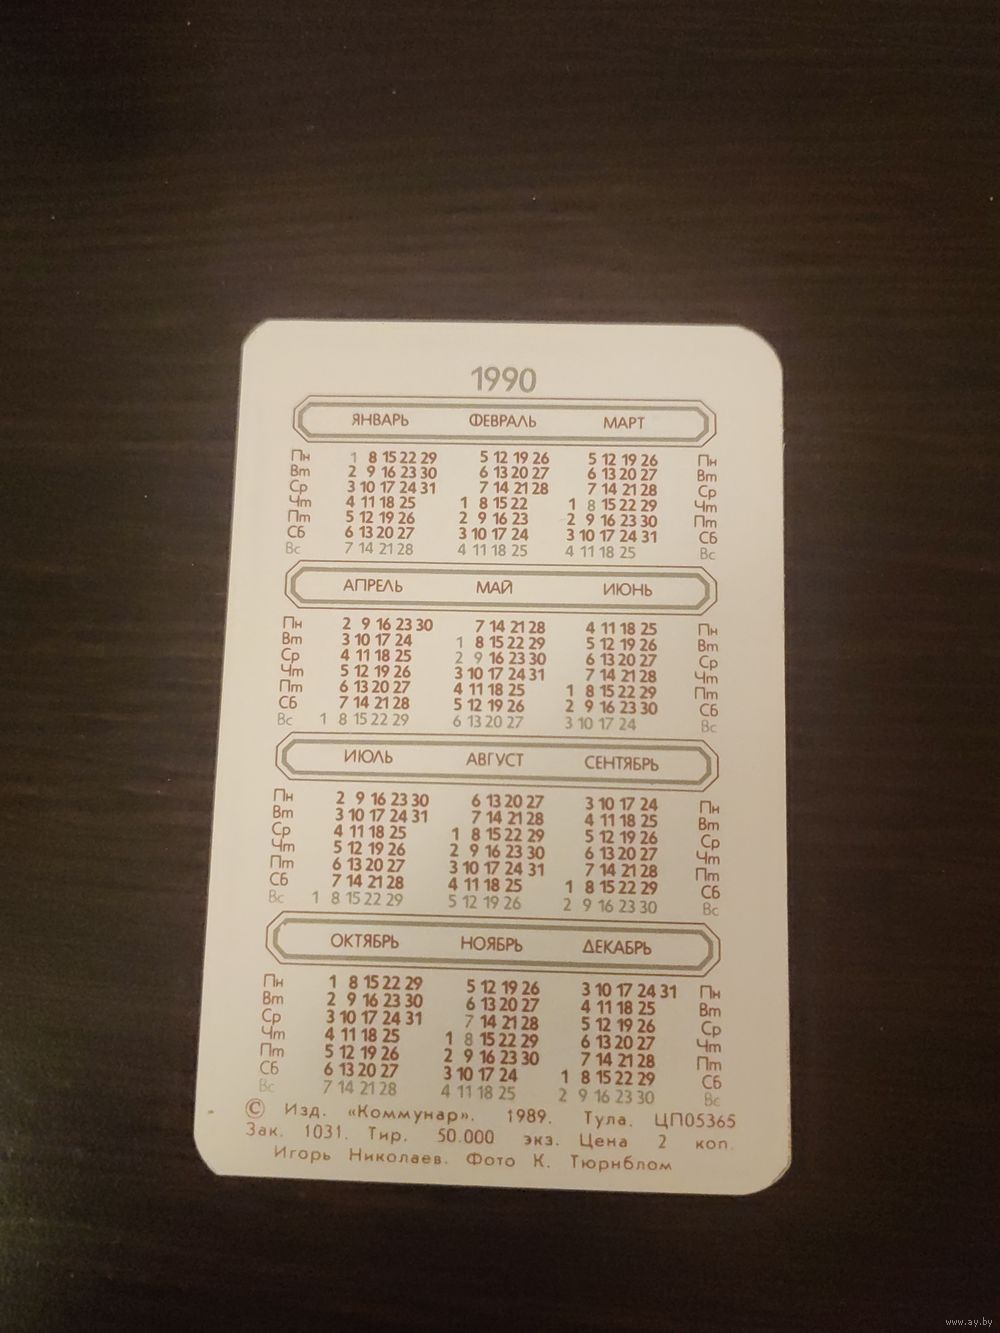 1990
ЯНВАРЬ ФЕВРАЛЬ МАРТ
Пн 1 8 15 22 29 5 12 19 26 5 12 19 26 Пн
Вт 2 9 16 23 30 6 13 20 27 6 13 20 27 Вт
Ср 3 10 17 24 31 7 14 21 28 7 14 21 28 Ср
Чт 4 11 18 25 1 8 15 22 1 8 15 22 29 Чт
Пт 5 12 19 26 2 9 16 23 2 9 16 23 30 Пт
Сб 6 13 20 27 3 10 17 24 3 10 17 24 31 Сб
Вс 7 14 21 28 4 11 18 25 4 11 18 25 Вс
АПРЕЛЬ МАЙ ИЮНЬ
Пн 2 9 16 23 30 7 14 21 28 4 11 18 25 Пн
Вт 3 10 17 24 1 8 15 22 29 5 12 19 26 Вт
Ср 4 11 18 25 2 9 16 23 30 6 13 20 27 Ср
Чт 5 12 19 26 3 10 17 24 31 7 14 21 28 Чт
Пт 6 13 20 27 4 11 18 25 1 8 15 22 29 Пт
Сб 7 14 21 28 5 12 19 26 2 9 16 23 30 Сб
Вс 1 8 15 22 29 6 13 20 27 3 10 17 24 Вс
ИЮЛЬ АВГУСТ СЕНТЯБРЬ
Пн 2 9 16 23 30 6 13 20 27 3 10 17 24 Пн
Вт 3 10 17 24 31 7 14 21 28 4 11 18 25 Вт
Ср 4 11 18 25 1 8 15 22 29 5 12 19 26 Ср
Чт 5 12 19 26 2 9 16 23 30 6 13 20 27 Чт
Пт 6 13 20 27 3 10 17 24 31 7 14 21 28 Пт
Сб 7 14 21 28 4 11 18 25 1 8 15 22 29 Сб
Вс 1 8 15 22 29 5 12 19 26 2 9 16 23 30 Вс
ОКТЯБРЬ НОЯБРЬ ДЕКАБРЬ
Пн 1 8 15 22 29 5 12 19 26 3 10 17 24 31 Пн
Вт 2 9 16 23 30 6 13 20 27 4 11 18 25 Вт
Ср 3 10 17 24 31 7 14 21 28 5 12 19 26 Ср
Чт 4 11 18 25 1 8 15 22 29 6 13 20 27 Чт
Пт 5 12 19 26 2 9 16 23 30 7 14 21 28 Пт
Сб 6 13 20 27 3 10 17 24 1 8 15 22 29 Сб
Вс 7 14 21 28 4 11 18 25 2 9 16 23 30 Вс
© Изд. «Коммунар». 1989. Тула. ЦП05365
Зак. 1031. Тир. 50.000 экз. Цена 2 коп.
Игорь Николаев. Фото К. Тюрнблом
www.ay.by